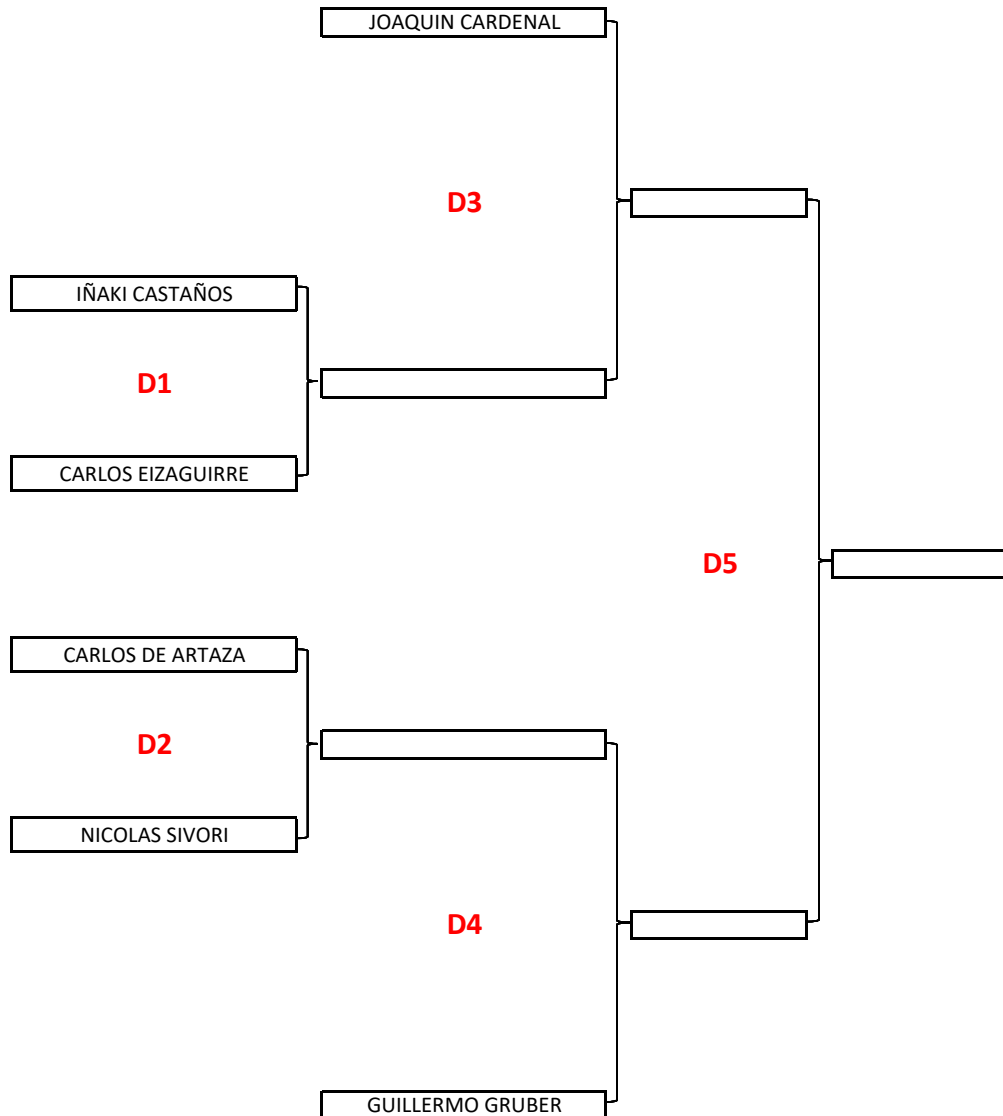 JOAQUIN CARDENAL
D3
IÑAKI CASTAÑOS
D1
CARLOS EIZAGUIRRE
D5
CARLOS DE ARTAZA
D2
NICOLAS SIVORI
D4
GUILLERMO GRUBER